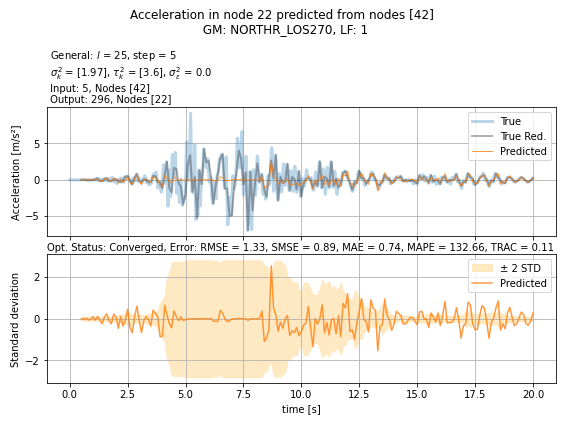 Acceleration in node 22 predicted from nodes [42]
GM: NORTHR_LOS270, LF: 1
General: l = 25, step = 5
σ²ₖ = [1.97], τ²ₖ = [3.6], σ²ε = 0.0
Input: 5, Nodes [42]
Output: 296, Nodes [22]
Acceleration [m/s²]
5
0
−5
True
True Red.
Predicted
Opt. Status: Converged, Error: RMSE = 1.33, SMSE = 0.89, MAE = 0.74, MAPE = 132.66, TRAC = 0.11
Standard deviation
2
0
−2
± 2 STD
Predicted
0.0 2.5 5.0 7.5 10.0 12.5 15.0 17.5 20.0
time [s]